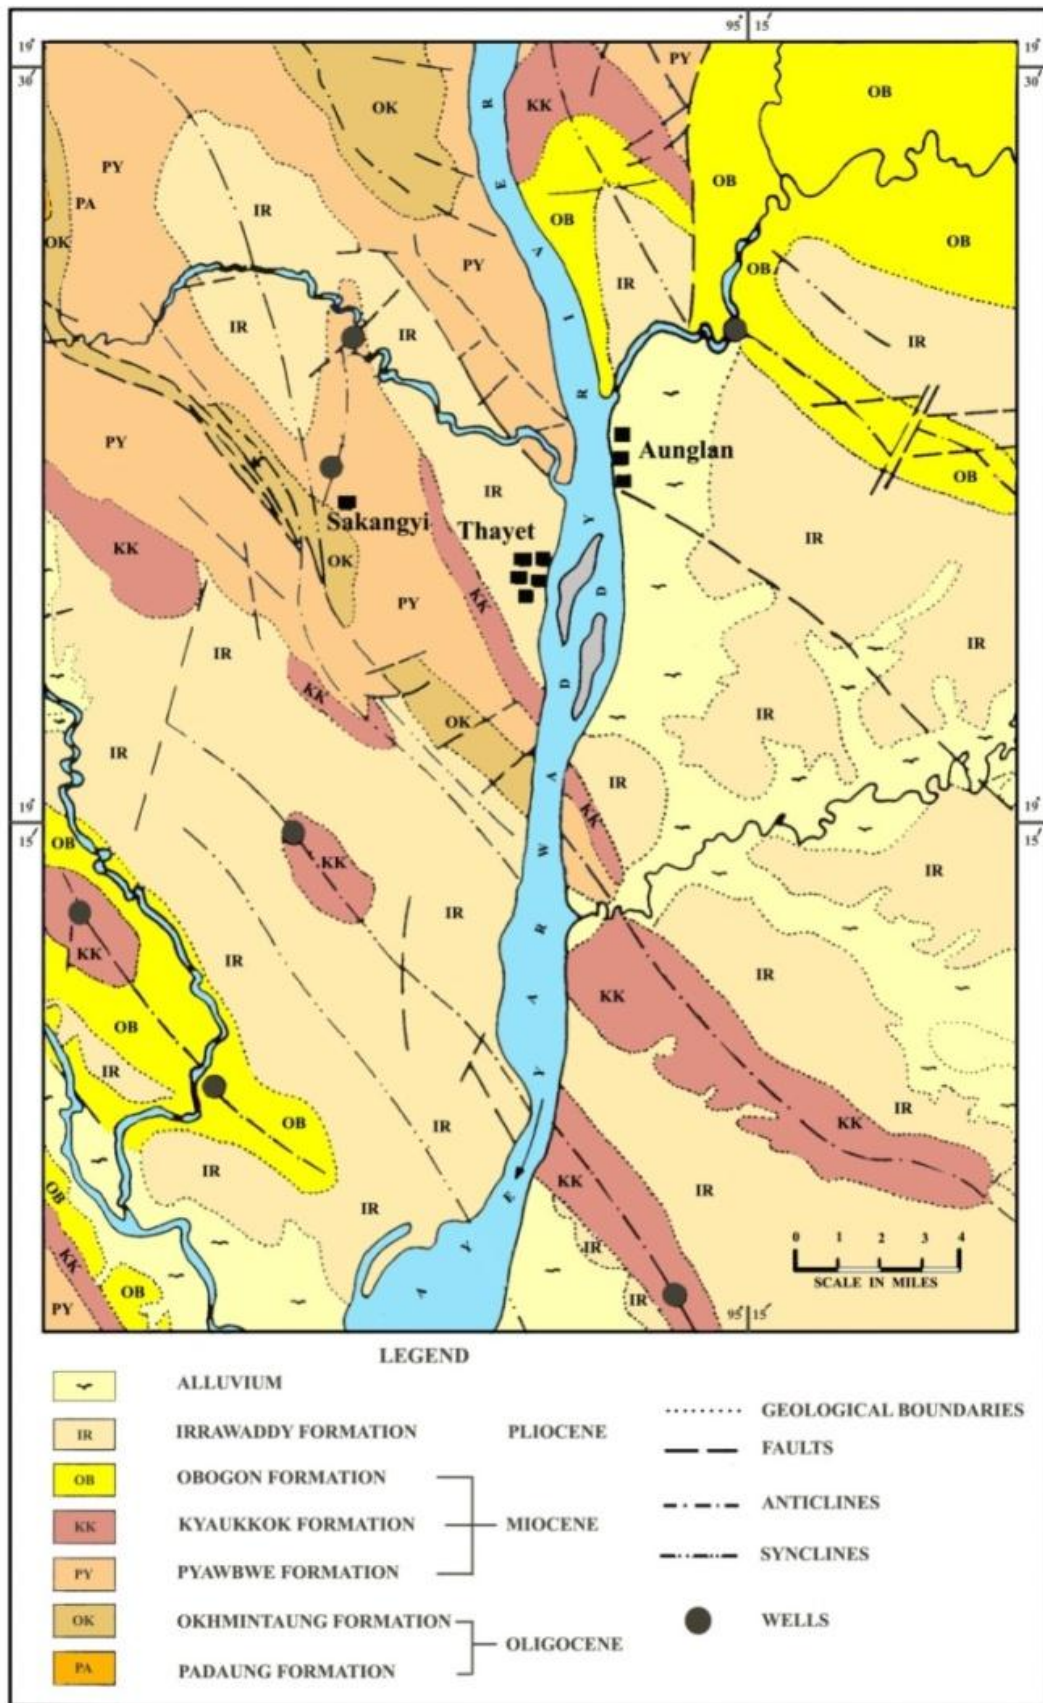 95° 15′
19° 30′
19° 30′
PY
OK
KK
OB
R
PY
E
OB
PA
IR
OB
V
OB
OK
PY
OB
I
IR
IR
IR
IR
R
PY
IR
Aunglan
OB
Y
Sakangyi
Thayet
IR
KK
OK
D
PY
KK
IR
IR
D
KK
OK
IR
IR
A
IR
19° 15′
19° 15′
OB
W
KK
KK
IR
IR
R
KK
IR
IR
KK
OB
A
IR
Y
OB
IR
KK
IR
IR
KK
IR
OB
E
IR
KK
Y
IR
0 1 2 3 4
SCALE IN MILES
OB
A
IR
PY
95° 15′
LEGEND
ALLUVIUM
IR IRRAWADDY FORMATION PLIOCENE
OB OBOGON FORMATION
KK KYAUKKOK FORMATION MIOCENE
PY PYAWBWE FORMATION
OK OKHMINTAUNG FORMATION
OLIGOCENE
PA PADAUNG FORMATION
GEOLOGICAL BOUNDARIES
FAULTS
ANTICLINES
SYNCLINES
WELLS